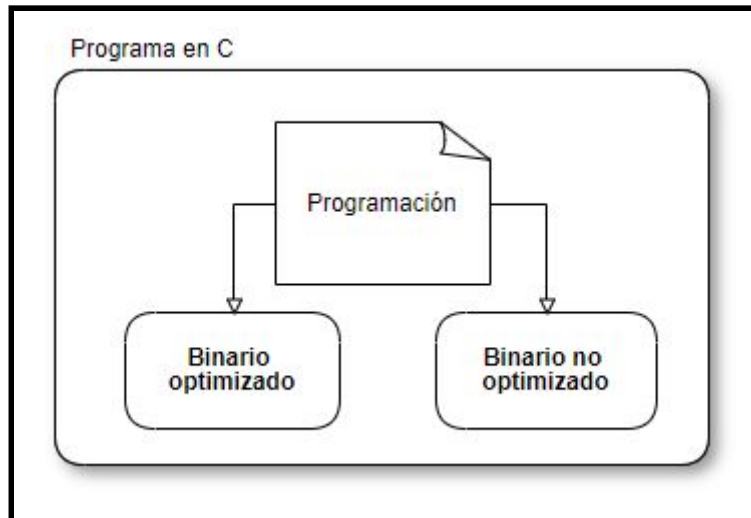 Programa en C
Programación
Binario
optimizado
Binario no
optimizado